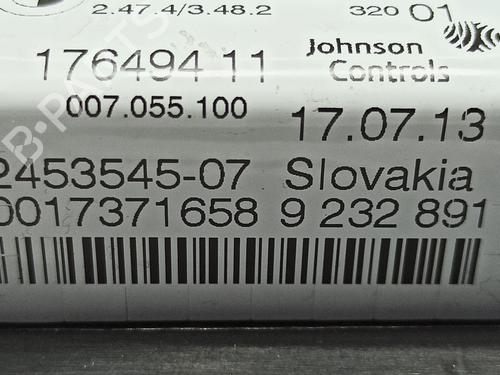 2.47.4/3.48.2 320 01
Johnson
Controls
176494 11
007.055.100
17.07.13
2453545-07 Slovakia
0017371658 9 232 891
B-PARTS